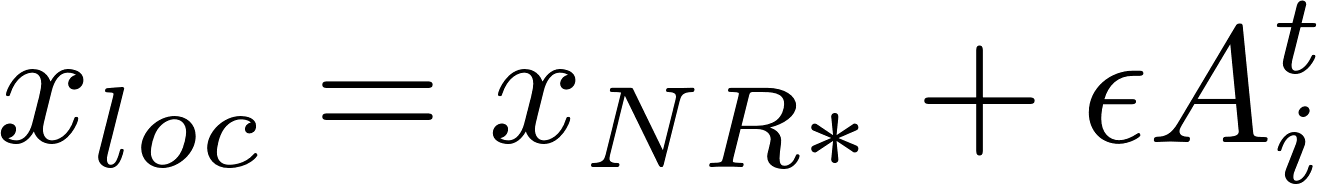 x_{loc} = x_{NR*} + \epsilon A_i^t